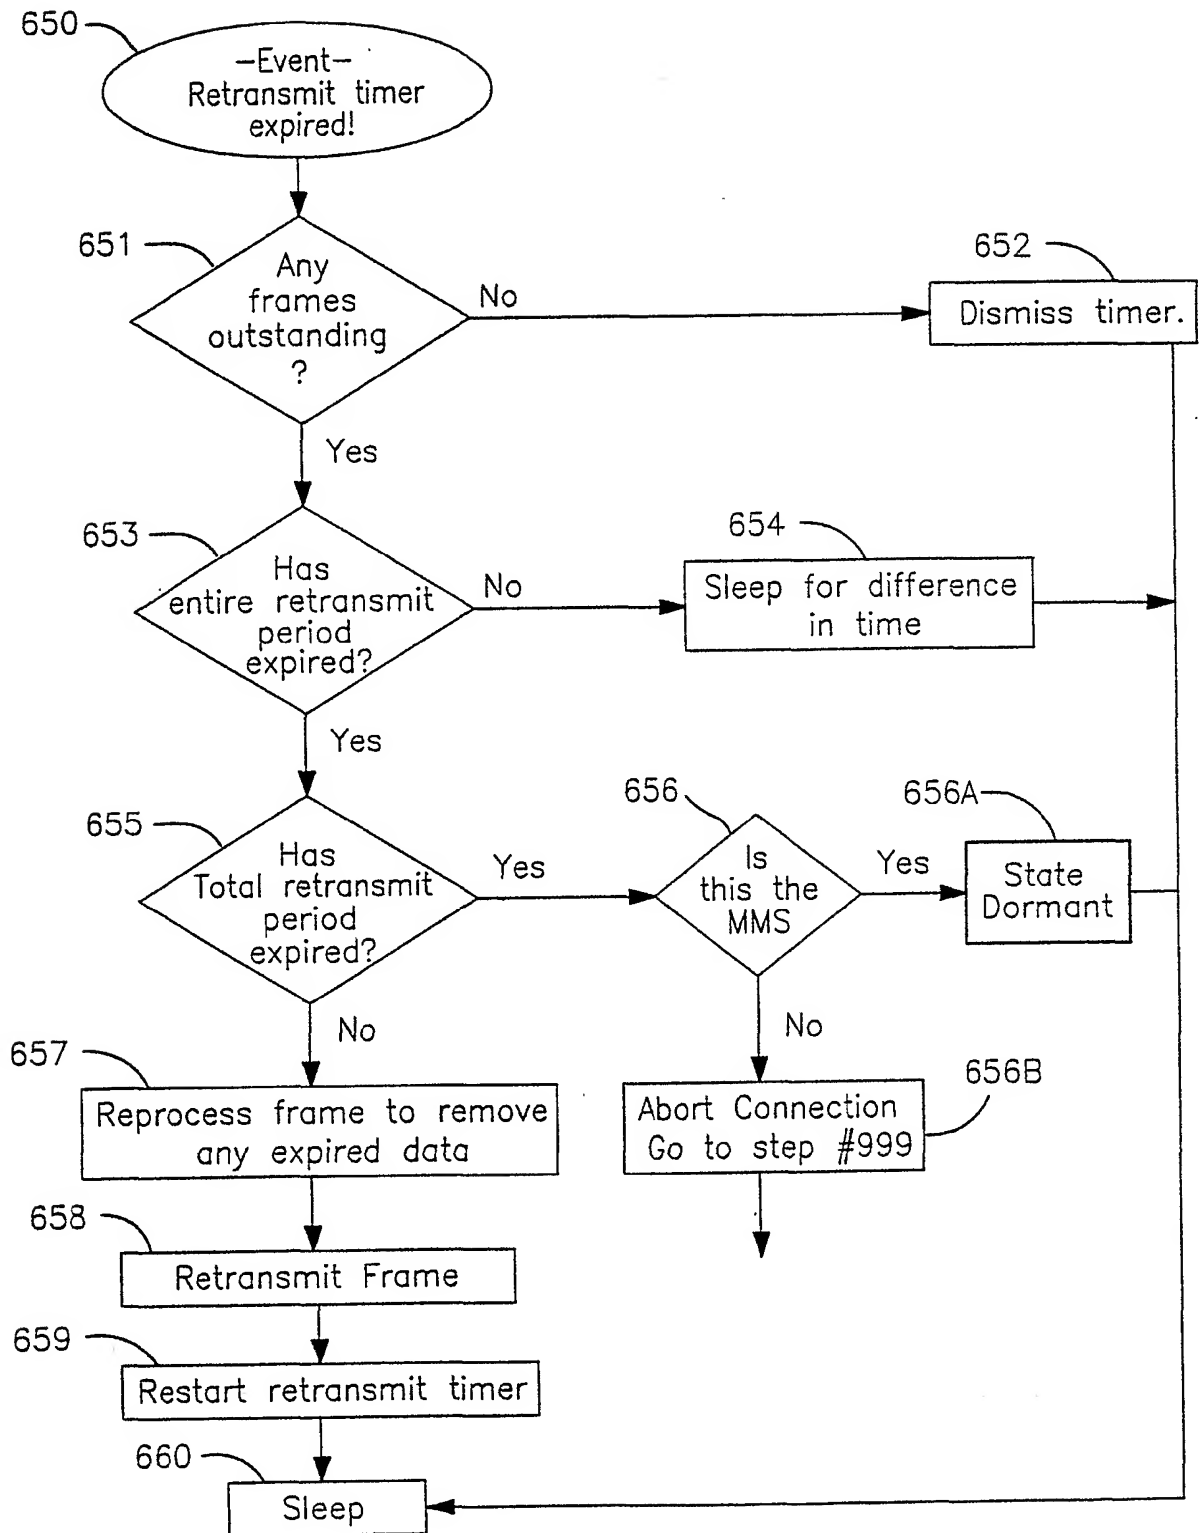 650
-Event-
Retransmit timer
expired!
651
Any
frames
outstanding
?
No
652
Dismiss timer.
Yes
653
Has
entire retransmit
period
expired?
No
654
Sleep for difference
in time
Yes
655
Has
Total retransmit
period
expired?
Yes
656
Is
this the
MMS
Yes
656A
State
Dormant
No
No
657
Reprocess frame to remove
any expired data
656B
Abort Connection
Go to step #999
658
Retransmit Frame
659
Restart retransmit timer
660
Sleep